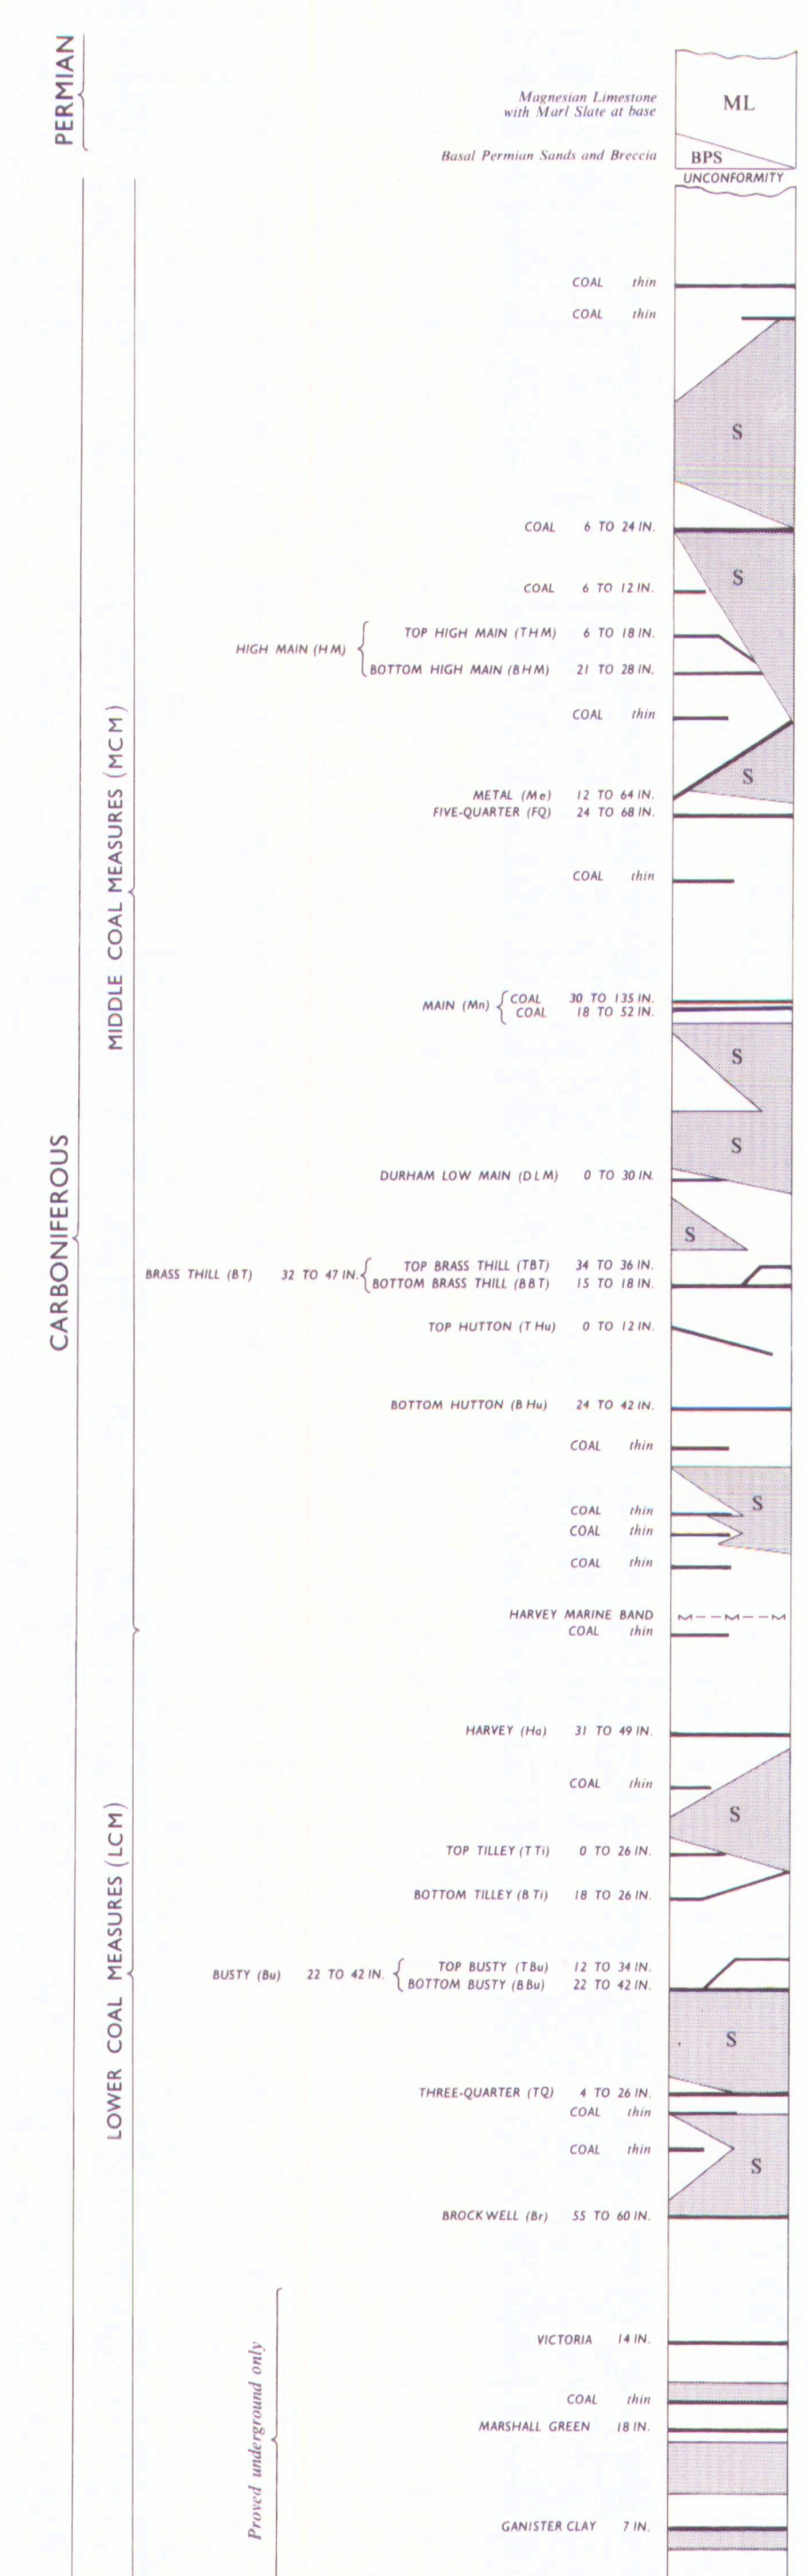 PERMIAN
Magnesian Limestone
with Marl Slate at base
ML
Basal Permian Sands and Breccia
BPS
UNCONFORMITY
CARBONIFEROUS
MIDDLE COAL MEASURES (MCM)
COAL thin
COAL thin
S
COAL 6 TO 24 IN.
S
COAL 6 TO 12 IN.
HIGH MAIN (HM)
TOP HIGH MAIN (THM) 6 TO 18 IN.
BOTTOM HIGH MAIN (BHM) 21 TO 28 IN.
COAL thin
S
METAL (Me) 12 TO 64 IN.
FIVE-QUARTER (FQ) 24 TO 68 IN.
COAL thin
MAIN (Mn)
COAL 30 TO 135 IN.
COAL 18 TO 52 IN.
S
S
DURHAM LOW MAIN (DLM) 0 TO 30 IN.
S
BRASS THILL (BT) 32 TO 47 IN.
TOP BRASS THILL (TBT) 34 TO 36 IN.
BOTTOM BRASS THILL (BBT) 15 TO 18 IN.
TOP HUTTON (T Hu) 0 TO 12 IN.
BOTTOM HUTTON (B Hu) 24 TO 42 IN.
COAL thin
S
COAL thin
COAL thin
COAL thin
HARVEY MARINE BAND M--M--M
COAL thin
LOWER COAL MEASURES (LCM)
HARVEY (Ha) 31 TO 49 IN.
COAL thin
S
TOP TILLEY (T Ti) 0 TO 26 IN.
BOTTOM TILLEY (B Ti) 18 TO 26 IN.
BUSTY (Bu) 22 TO 42 IN.
TOP BUSTY (TBu) 12 TO 34 IN.
BOTTOM BUSTY (BBu) 22 TO 42 IN.
S
THREE-QUARTER (TQ) 4 TO 26 IN.
COAL thin
COAL thin
S
BROCKWELL (Br) 55 TO 60 IN.
Proved underground only
VICTORIA 14 IN.
COAL thin
MARSHALL GREEN 18 IN.
GANISTER CLAY 7 IN.